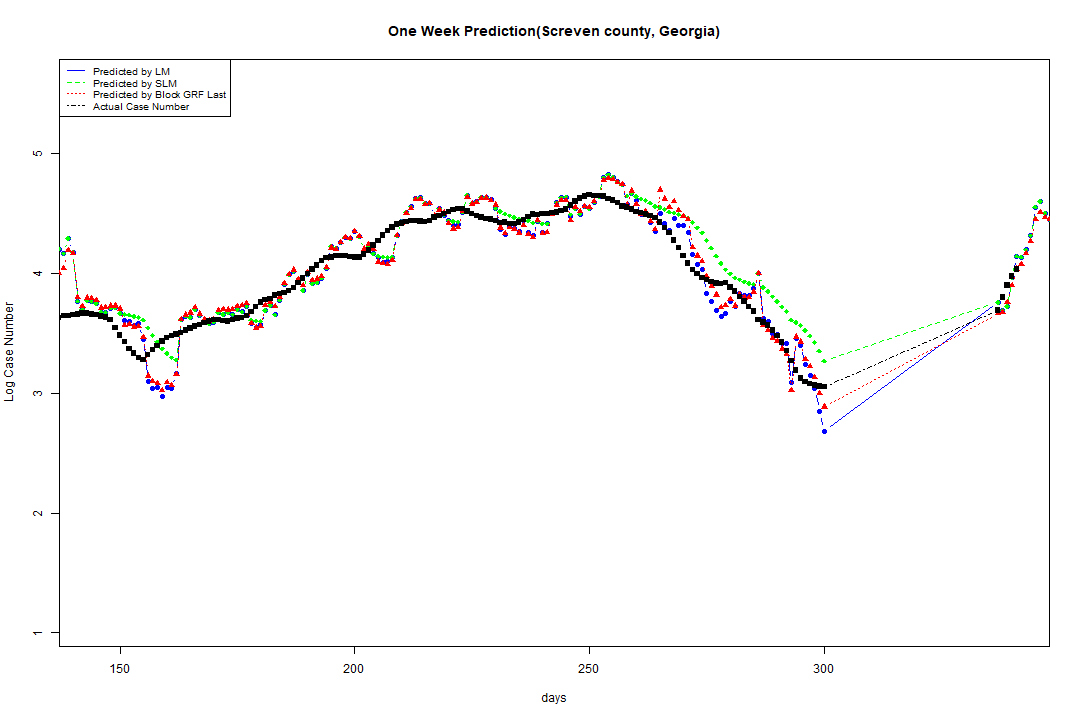 One Week Prediction(Screven county, Georgia)
Predicted by LM
Predicted by SLM
Predicted by Block GRF Last
Actual Case Number
Log Case Number
5
4
3
2
1
150 200 250 300
days